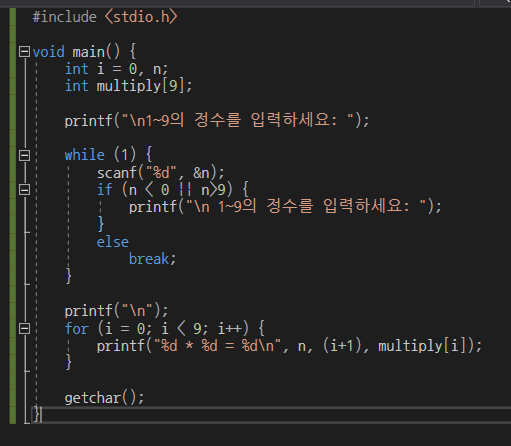 #include <stdio.h>
void main() {
int i = 0, n;
int multiply[9];
printf("\n1~9의 정수를 입력하세요: ");
while (1) {
scanf("%d", &n);
if (n < 0 || n>9) {
printf("\n 1~9의 정수를 입력하세요: ");
}
else
break;
}
printf("\n");
for (i = 0; i < 9; i++) {
printf("%d * %d = %d\n", n, (i+1), multiply[i]);
}
getchar();
}